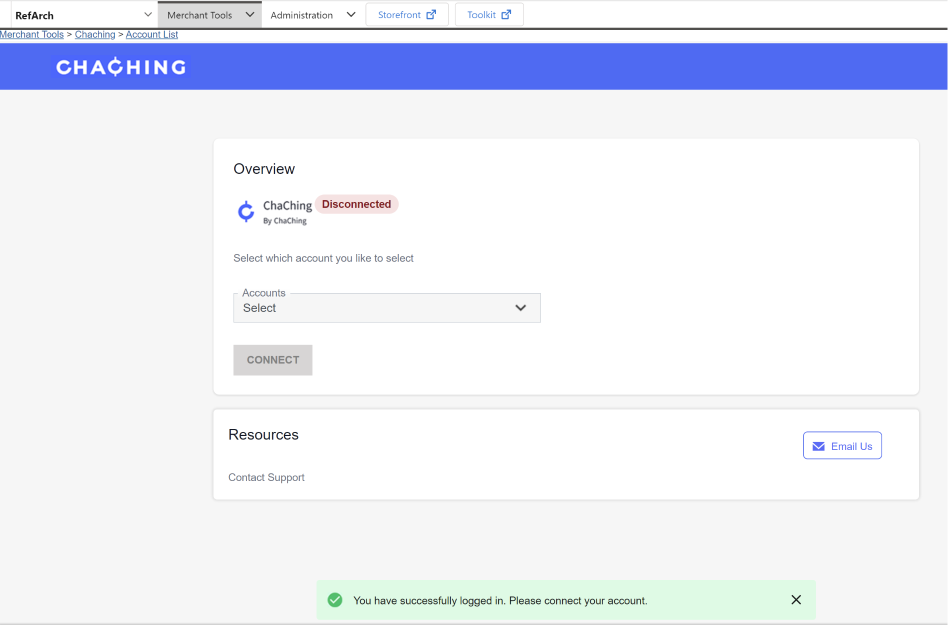 RefArch Merchant Tools Administration Storefront Toolkit
Merchant Tools > Chaching > Account List
CHA₵HING
Overview
ChaChing Disconnected
By ChaChing
Select which account you like to select
Accounts
Select
CONNECT
Resources
Email Us
Contact Support
You have successfully logged in. Please connect your account.